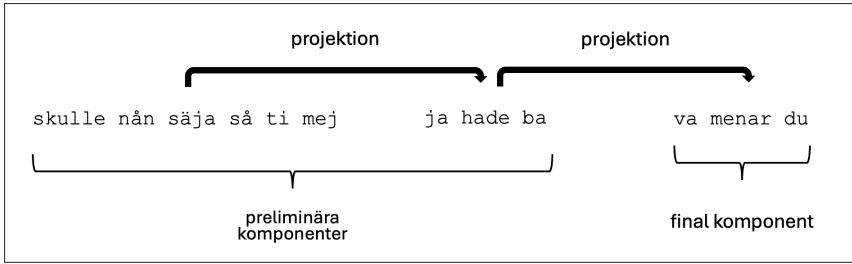 projektion projektion
skulle nån säja så ti mej ja hade ba va menar du
preliminära
komponenter
final komponent